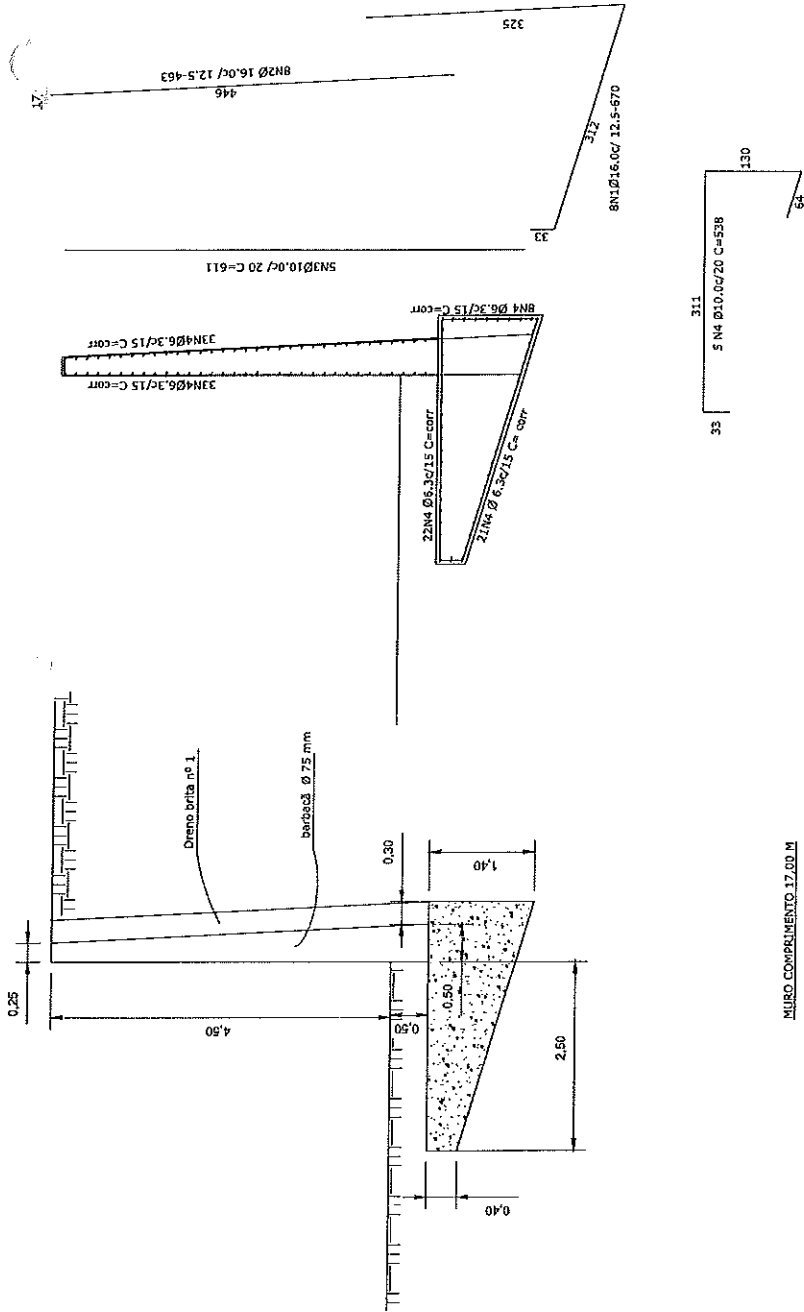 17
8N2Ø 16.0c/ 12.5-463
446
325
312
8N1Ø16.0c/ 12.5-670
33
5N3Ø10.0c/ 20 C=611
33N4Ø6.3c/15 C=corr
33N4Ø6.3c/15 C=corr
8N4 Ø6.3c/15 C=corr
22N4 Ø6.3c/15 C=corr
21N4 Ø 6.3c/15 C= corr
311
5 N4 Ø10.0c/20 C=538
130
33
64
0,25
Dreno brita nº 1
barbacã Ø 75 mm
4,50
0,30
0,50
0,50
1,40
2,50
0,40
MURO COMPRIMENTO 17,00 M